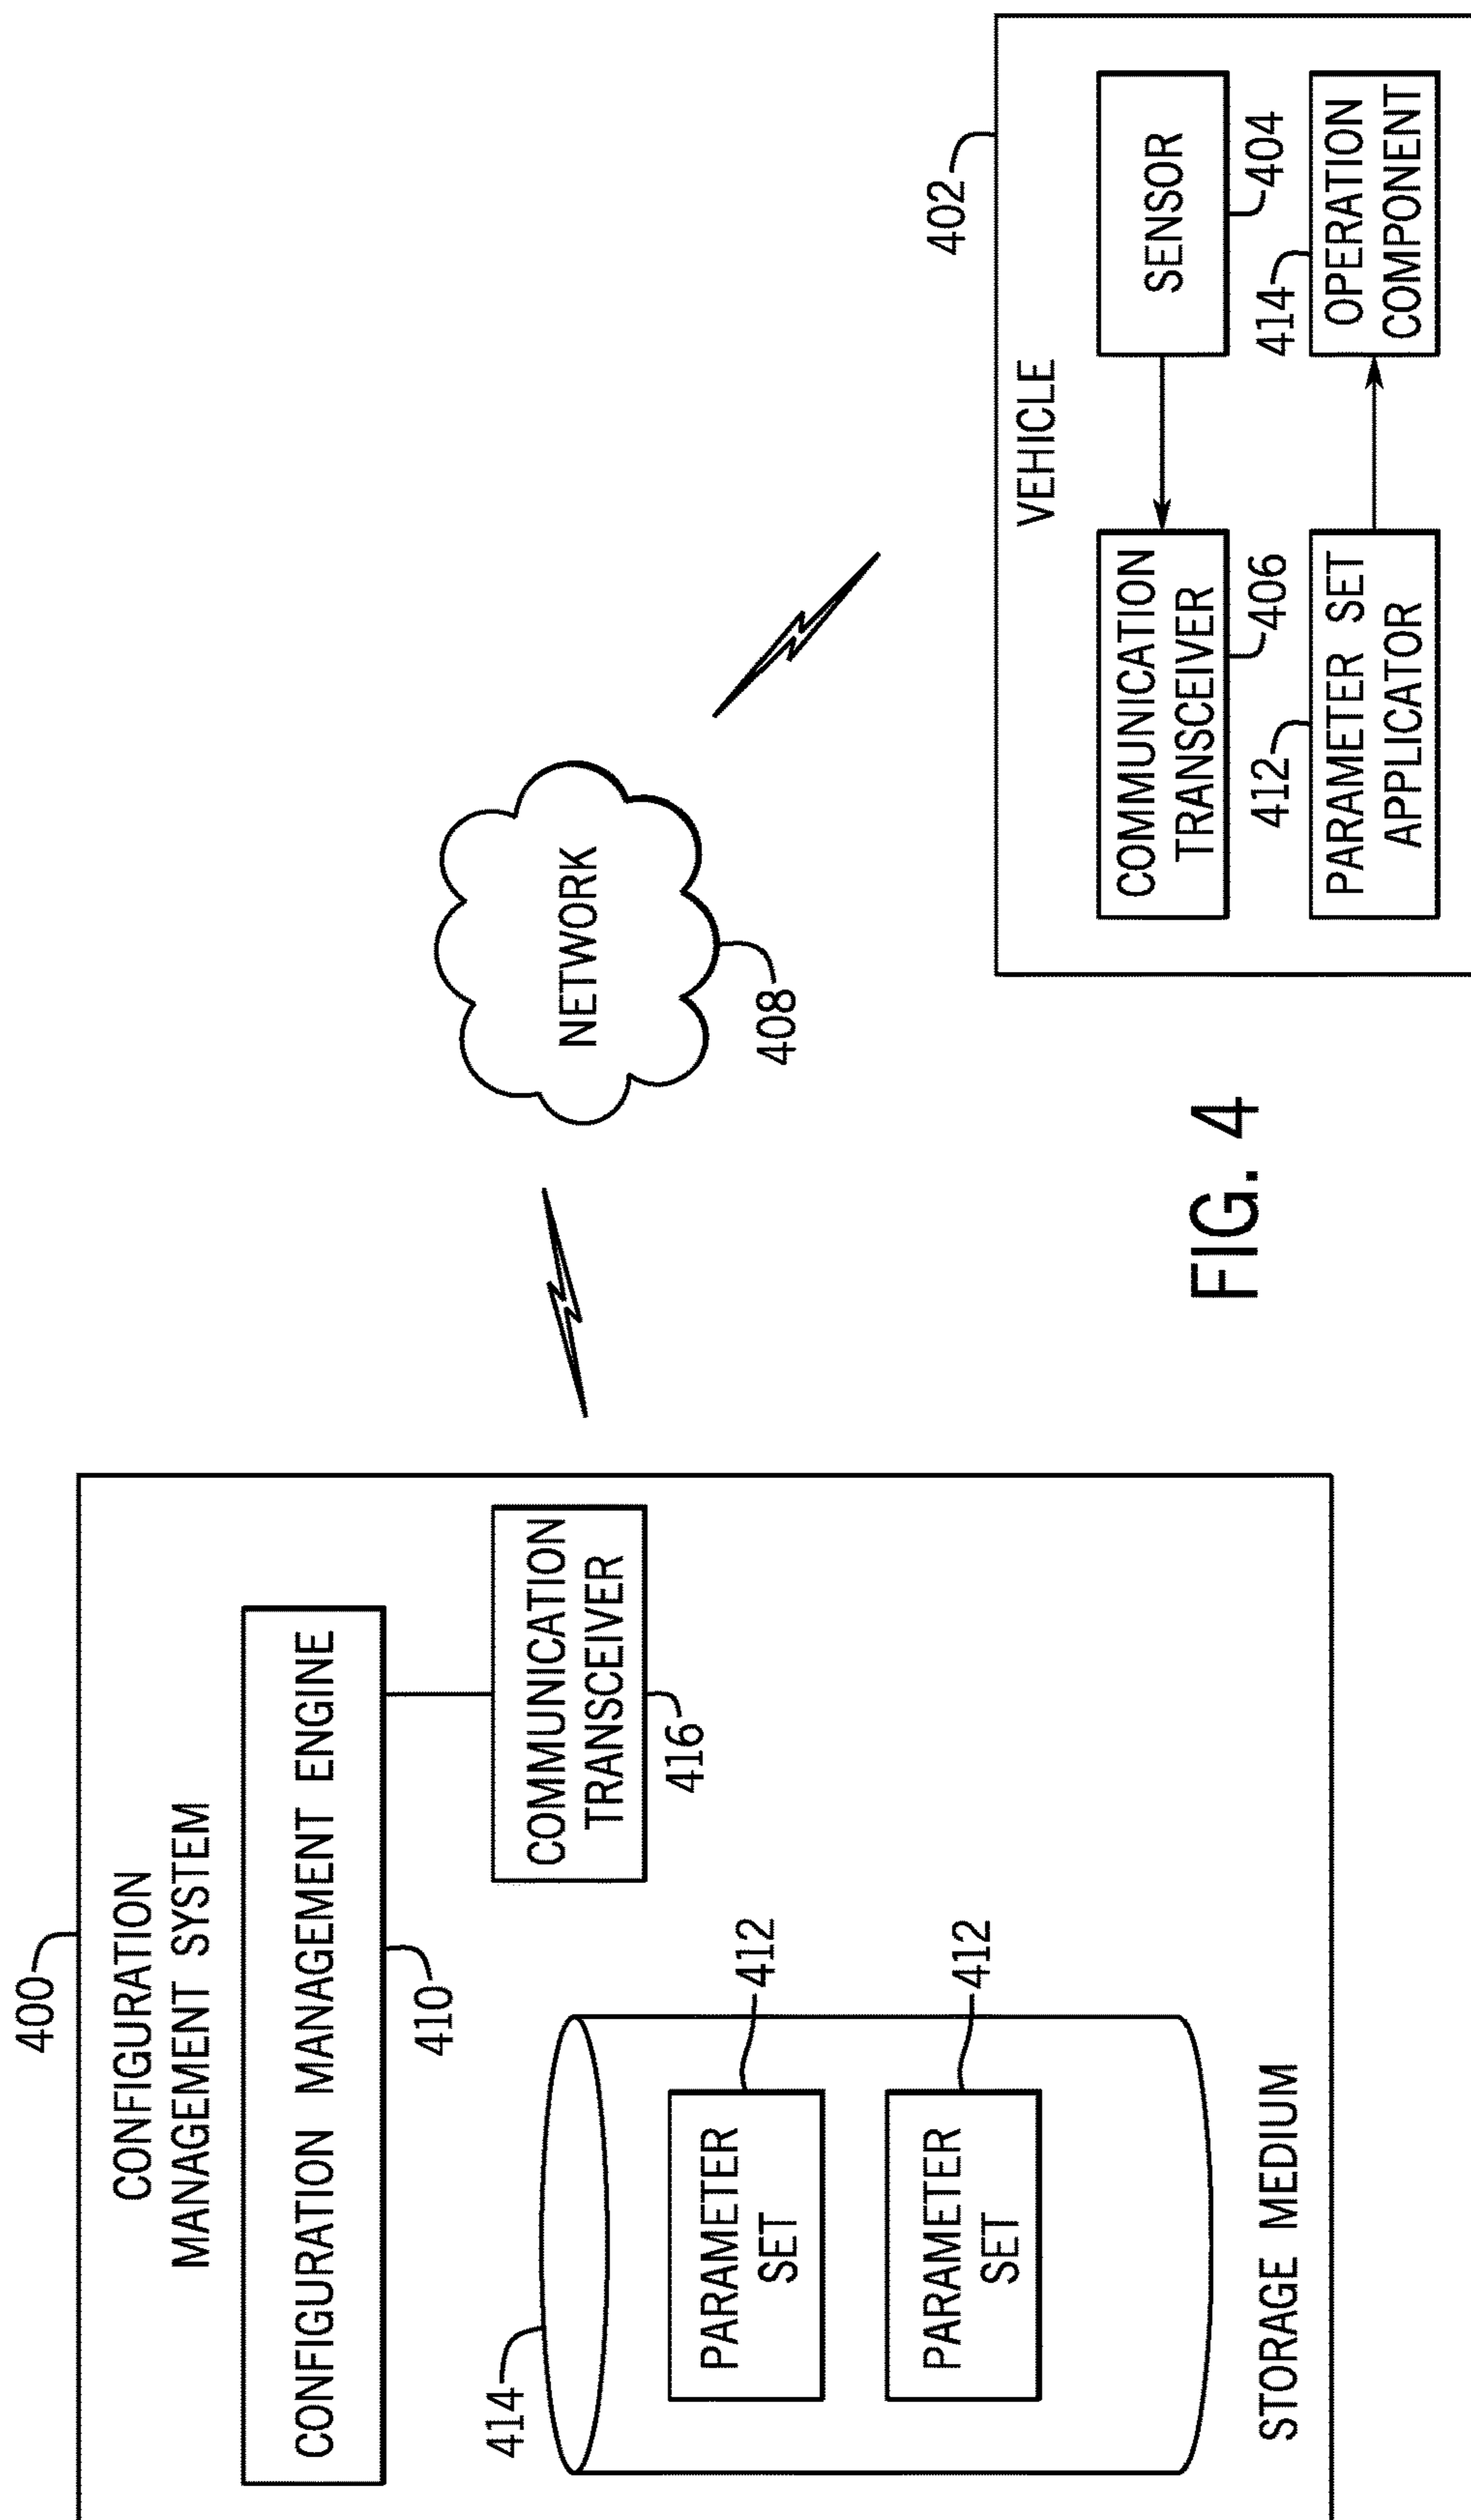 400
CONFIGURATION
MANAGEMENT SYSTEM
CONFIGURATION MANAGEMENT ENGINE
410
COMMUNICATION
TRANSCEIVER
416
414
PARAMETER
SET
412
PARAMETER
SET
412
STORAGE MEDIUM
NETWORK
408
402
VEHICLE
COMMUNICATION
TRANSCEIVER
406
SENSOR
404
412
PARAMETER SET
APPLICATOR
414
OPERATION
COMPONENT
FIG. 4